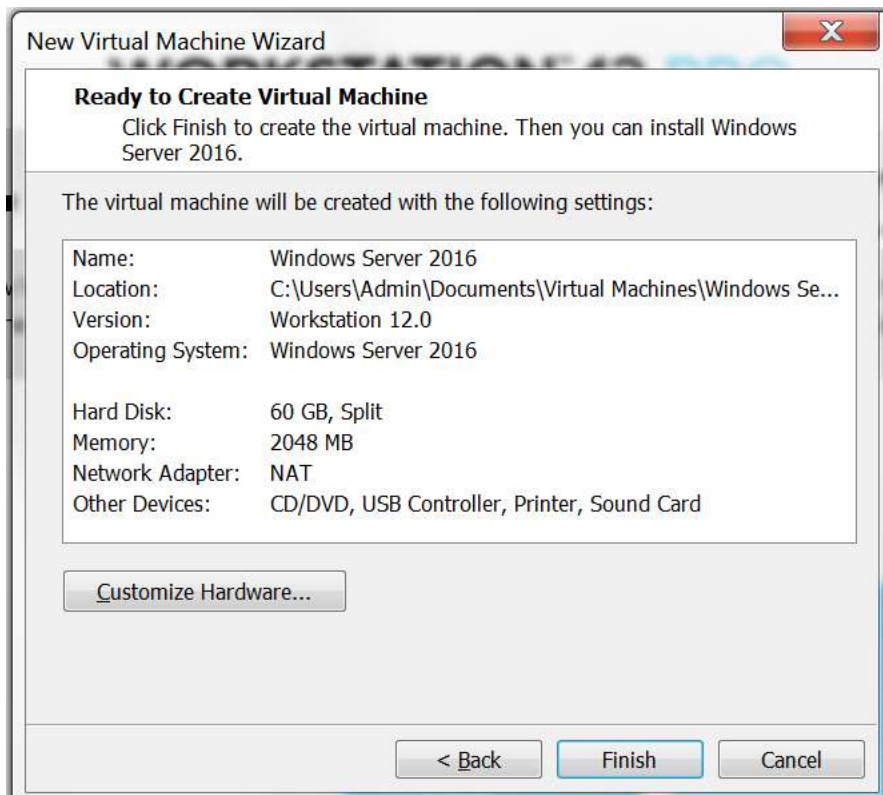 New Virtual Machine Wizard
WORKSTATION 12 PRO
Ready to Create Virtual Machine
Click Finish to create the virtual machine. Then you can install Windows
Server 2016.
The virtual machine will be created with the following settings:
Name: Windows Server 2016
Location: C:\Users\Admin\Documents\Virtual Machines\Windows Se...
Version: Workstation 12.0
Operating System: Windows Server 2016
Hard Disk: 60 GB, Split
Memory: 2048 MB
Network Adapter: NAT
Other Devices: CD/DVD, USB Controller, Printer, Sound Card
Customize Hardware...
< Back Finish Cancel